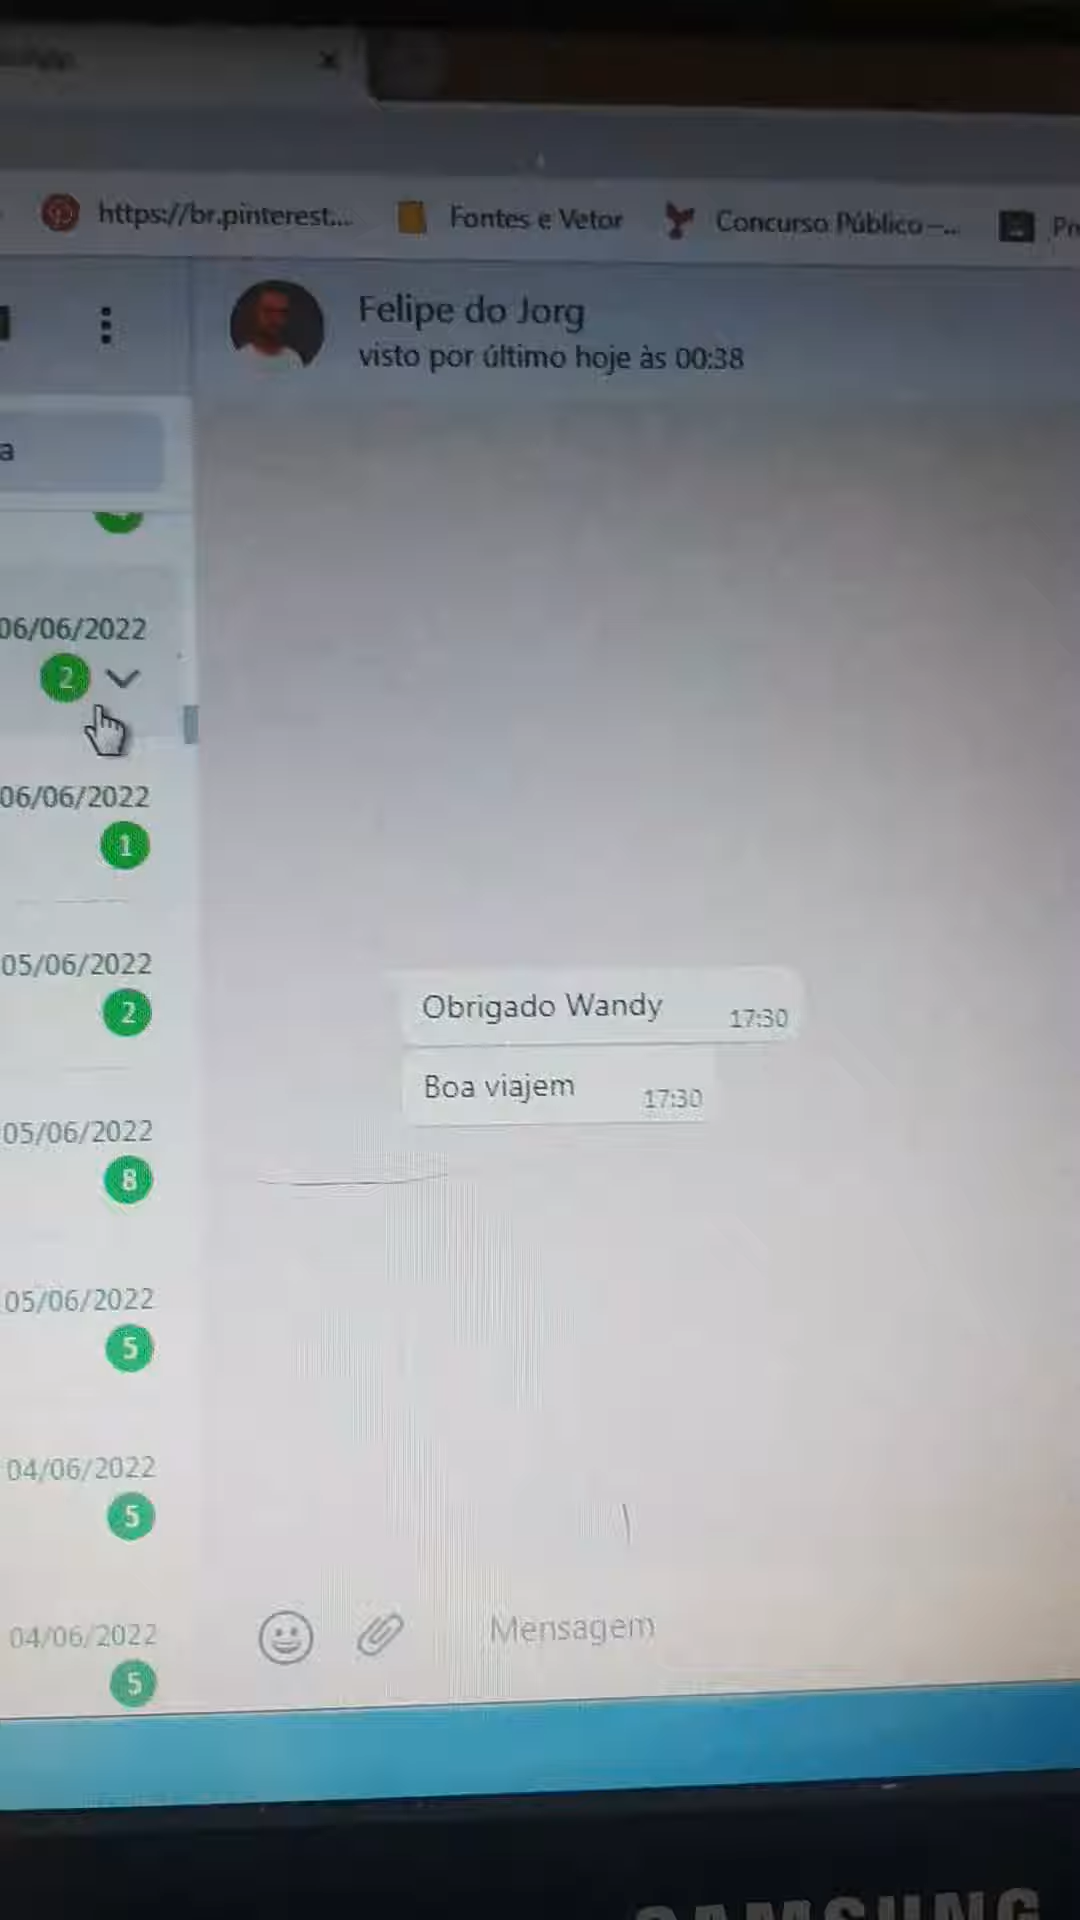 https://br.pinterest...
Fontes e Vetor
Concurso Público -...
Felipe do Jorg
visto por último hoje às 00:38
a
06/06/2022
2
06/06/2022
1
05/06/2022
2
05/06/2022
8
05/06/2022
5
04/06/2022
5
04/06/2022
5
Obrigado Wandy 17:30
Boa viajem 17:30
Mensagem
SAMSUNG